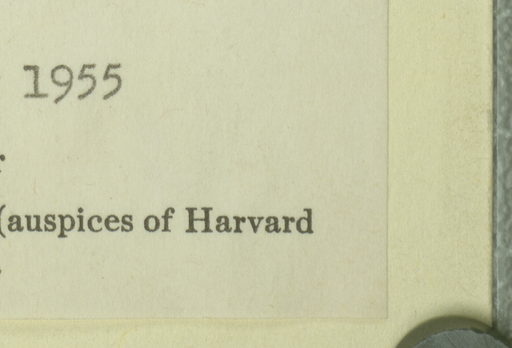 1955
(auspices of Harvard